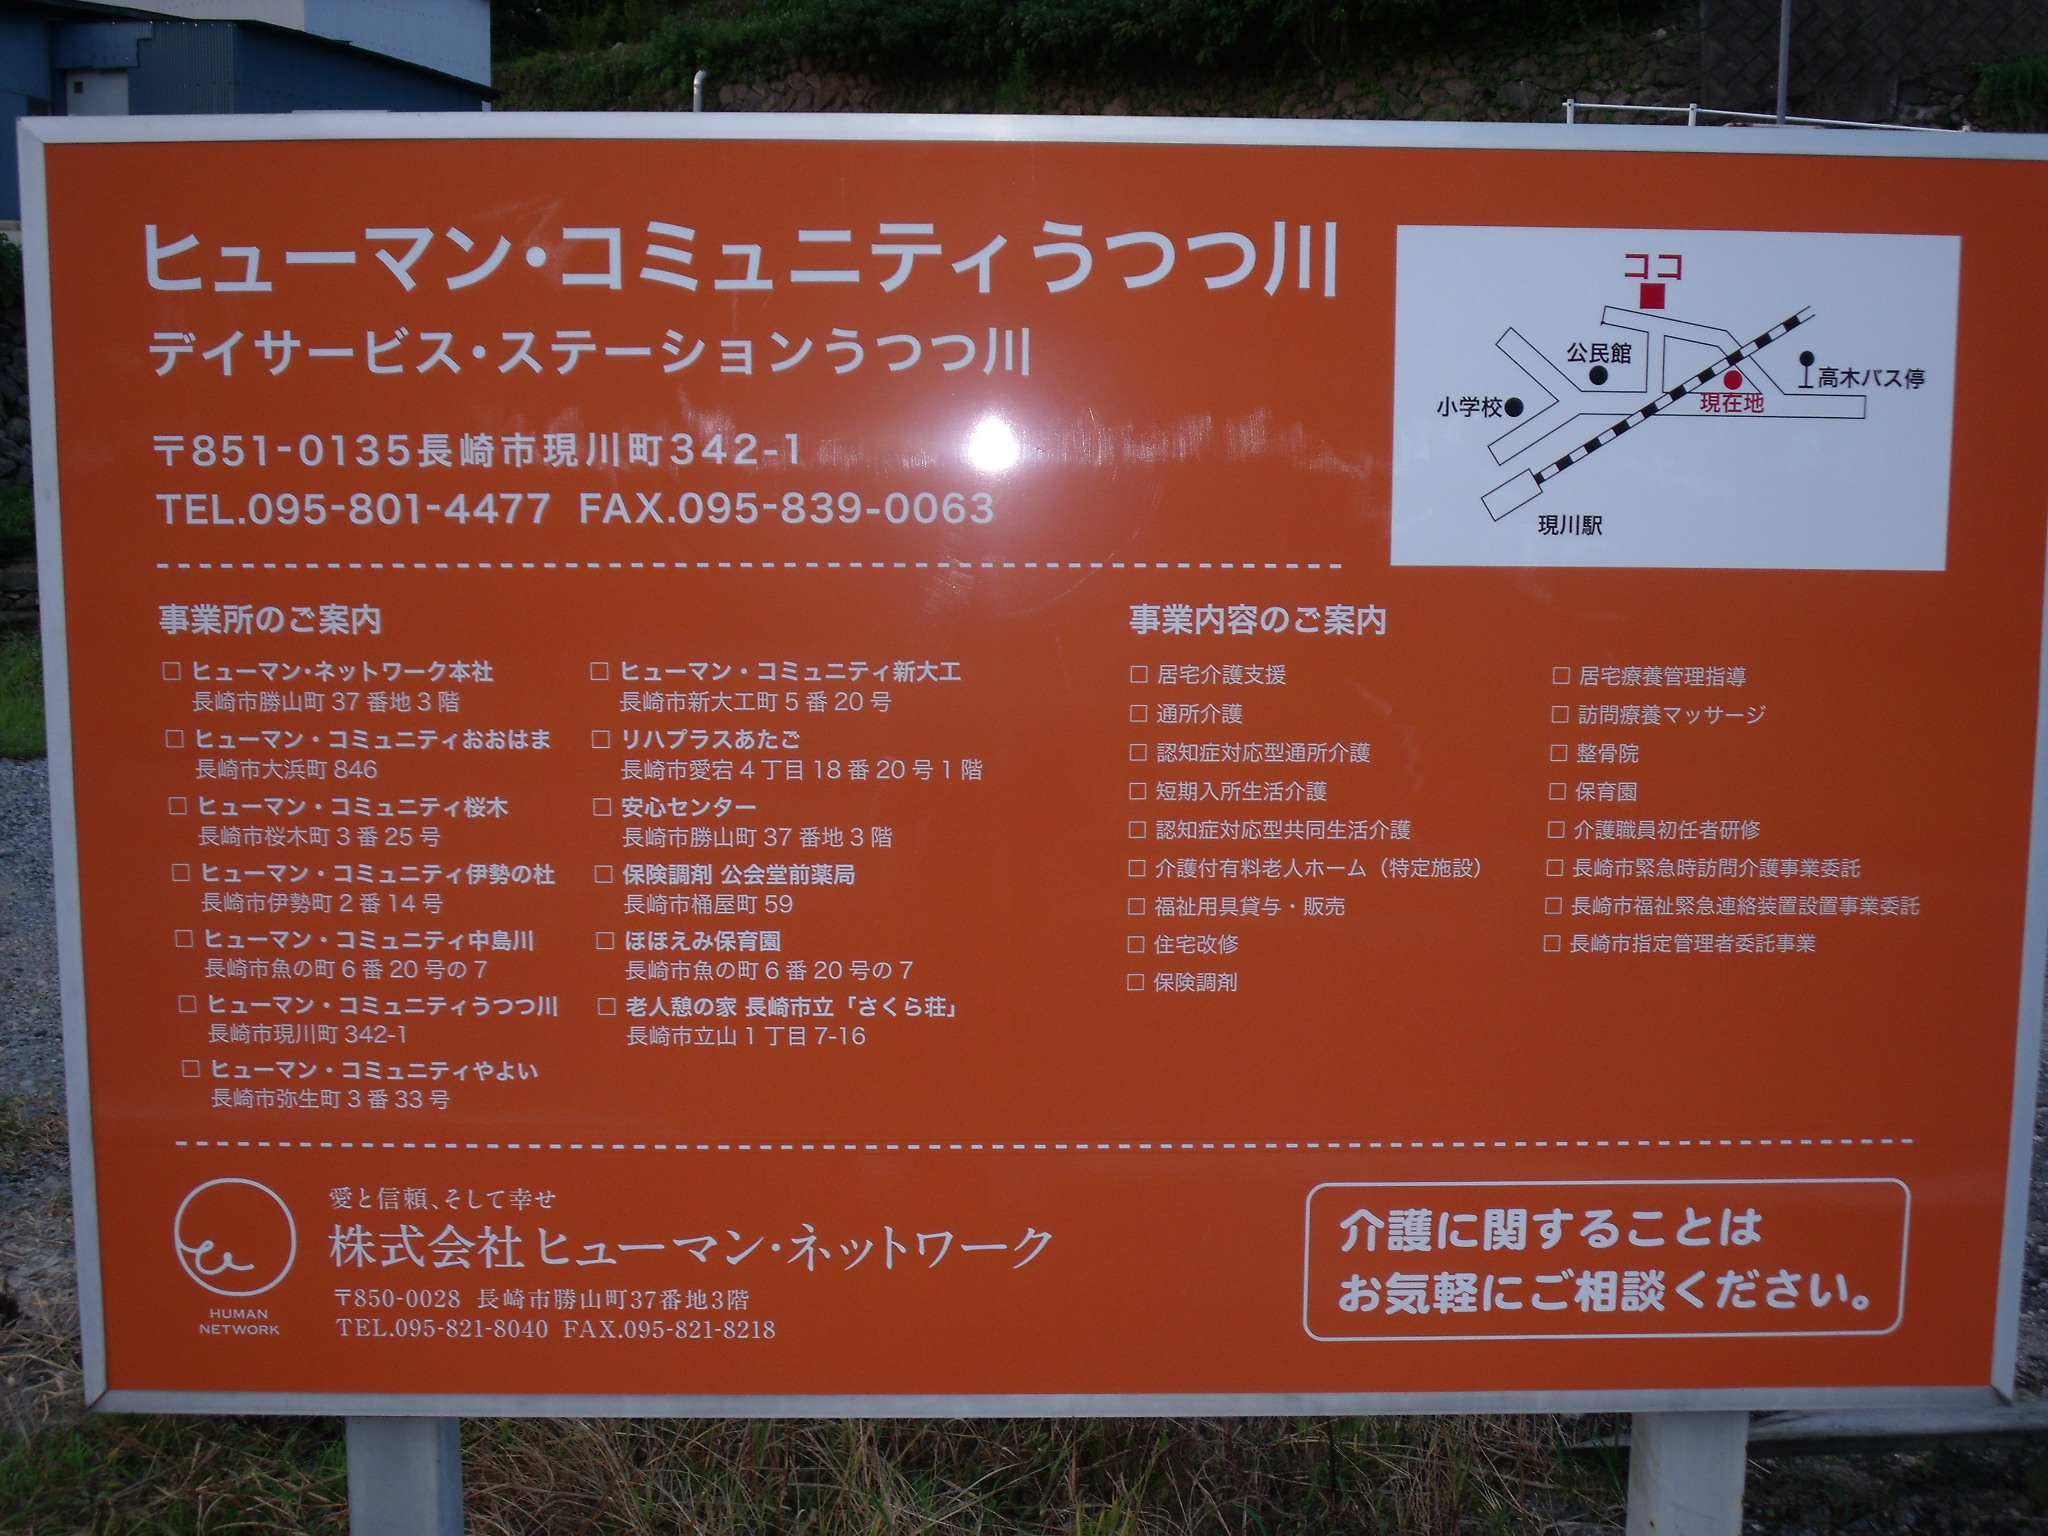 ヒューマン・コミュニティうつつ川
デイサービス・ステーションうつつ川
〒851-0135長崎市現川町342-1
TEL.095-801-4477 FAX.095-839-0063
ココ
公民館
小学校
高木バス停
現在地
現川駅
事業所のご案内
□ ヒューマン・ネットワーク本社
長崎市勝山町 37 番地 3 階
□ ヒューマン・コミュニティおおはま
長崎市大浜町 846
□ ヒューマン・コミュニティ桜木
長崎市桜木町 3 番 25 号
□ ヒューマン・コミュニティ伊勢の杜
長崎市伊勢町 2 番 14 号
□ ヒューマン・コミュニティ中島川
長崎市魚の町 6 番 20 号の 7
□ ヒューマン・コミュニティうつつ川
長崎市現川町 342-1
□ ヒューマン・コミュニティやよい
長崎市弥生町 3 番 33 号
□ ヒューマン・コミュニティ新大工
長崎市新大工町 5 番 20 号
□ リハプラスあたご
長崎市愛宕 4 丁目 18 番 20 号 1 階
□ 安心センター
長崎市勝山町 37 番地 3 階
□ 保険調剤 公会堂前薬局
長崎市桶屋町 59
□ ほほえみ保育園
長崎市魚の町 6 番 20 号の 7
□ 老人憩の家 長崎市立「さくら荘」
長崎市立山 1 丁目 7-16
事業内容のご案内
□ 居宅介護支援
□ 通所介護
□ 認知症対応型通所介護
□ 短期入所生活介護
□ 認知症対応型共同生活介護
□ 介護付有料老人ホーム（特定施設）
□ 福祉用具貸与・販売
□ 住宅改修
□ 保険調剤
□ 居宅療養管理指導
□ 訪問療養マッサージ
□ 整骨院
□ 保育園
□ 介護職員初任者研修
□ 長崎市緊急時訪問介護事業委託
□ 長崎市福祉緊急連絡装置設置事業委託
□ 長崎市指定管理者委託事業
HUMAN
NETWORK
愛と信頼、そして幸せ
株式会社ヒューマン・ネットワーク
〒850-0028 長崎市勝山町37番地3階
TEL.095-821-8040 FAX.095-821-8218
介護に関することは
お気軽にご相談ください。